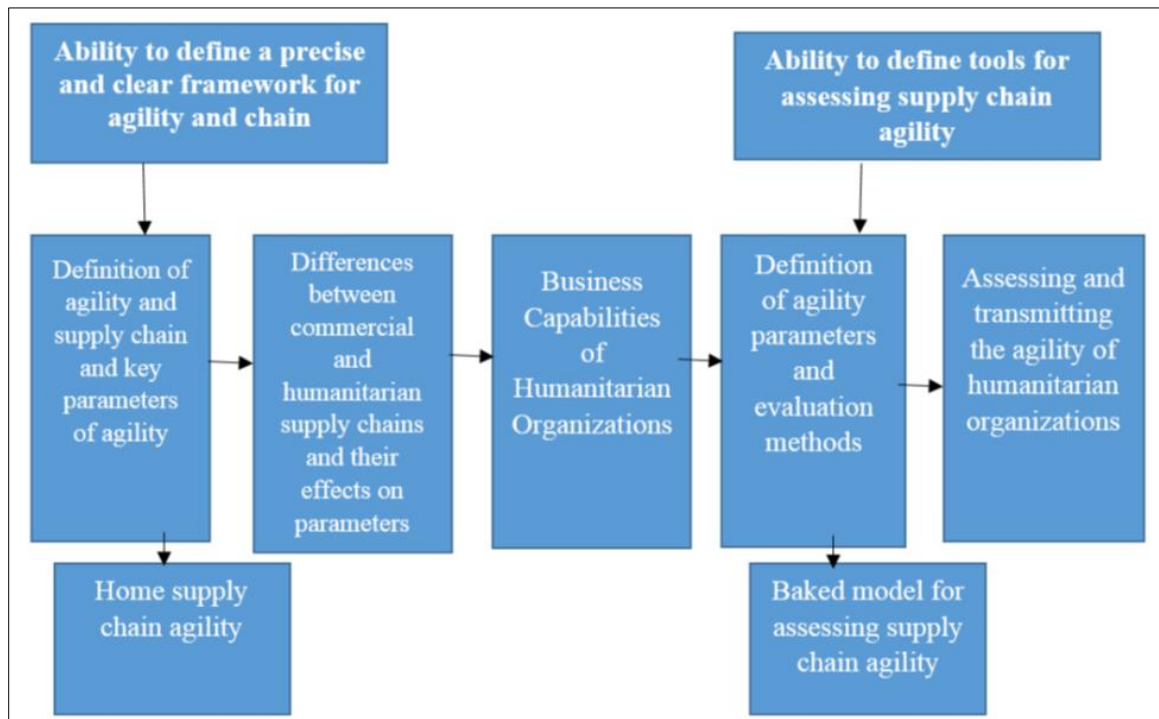 Ability to define a precise
and clear framework for
agility and chain
Ability to define tools for
assessing supply chain
agility
Definition of
agility and
supply chain
and key
parameters
of agility
Differences
between
commercial
and
humanitarian
supply chains
and their
effects on
parameters
Business
Capabilities
of
Humanitarian
Organizations
Definition
of agility
parameters
and
evaluation
methods
Assessing and
transmitting
the agility of
humanitarian
organizations
Home supply
chain agility
Baked model for
assessing supply
chain agility